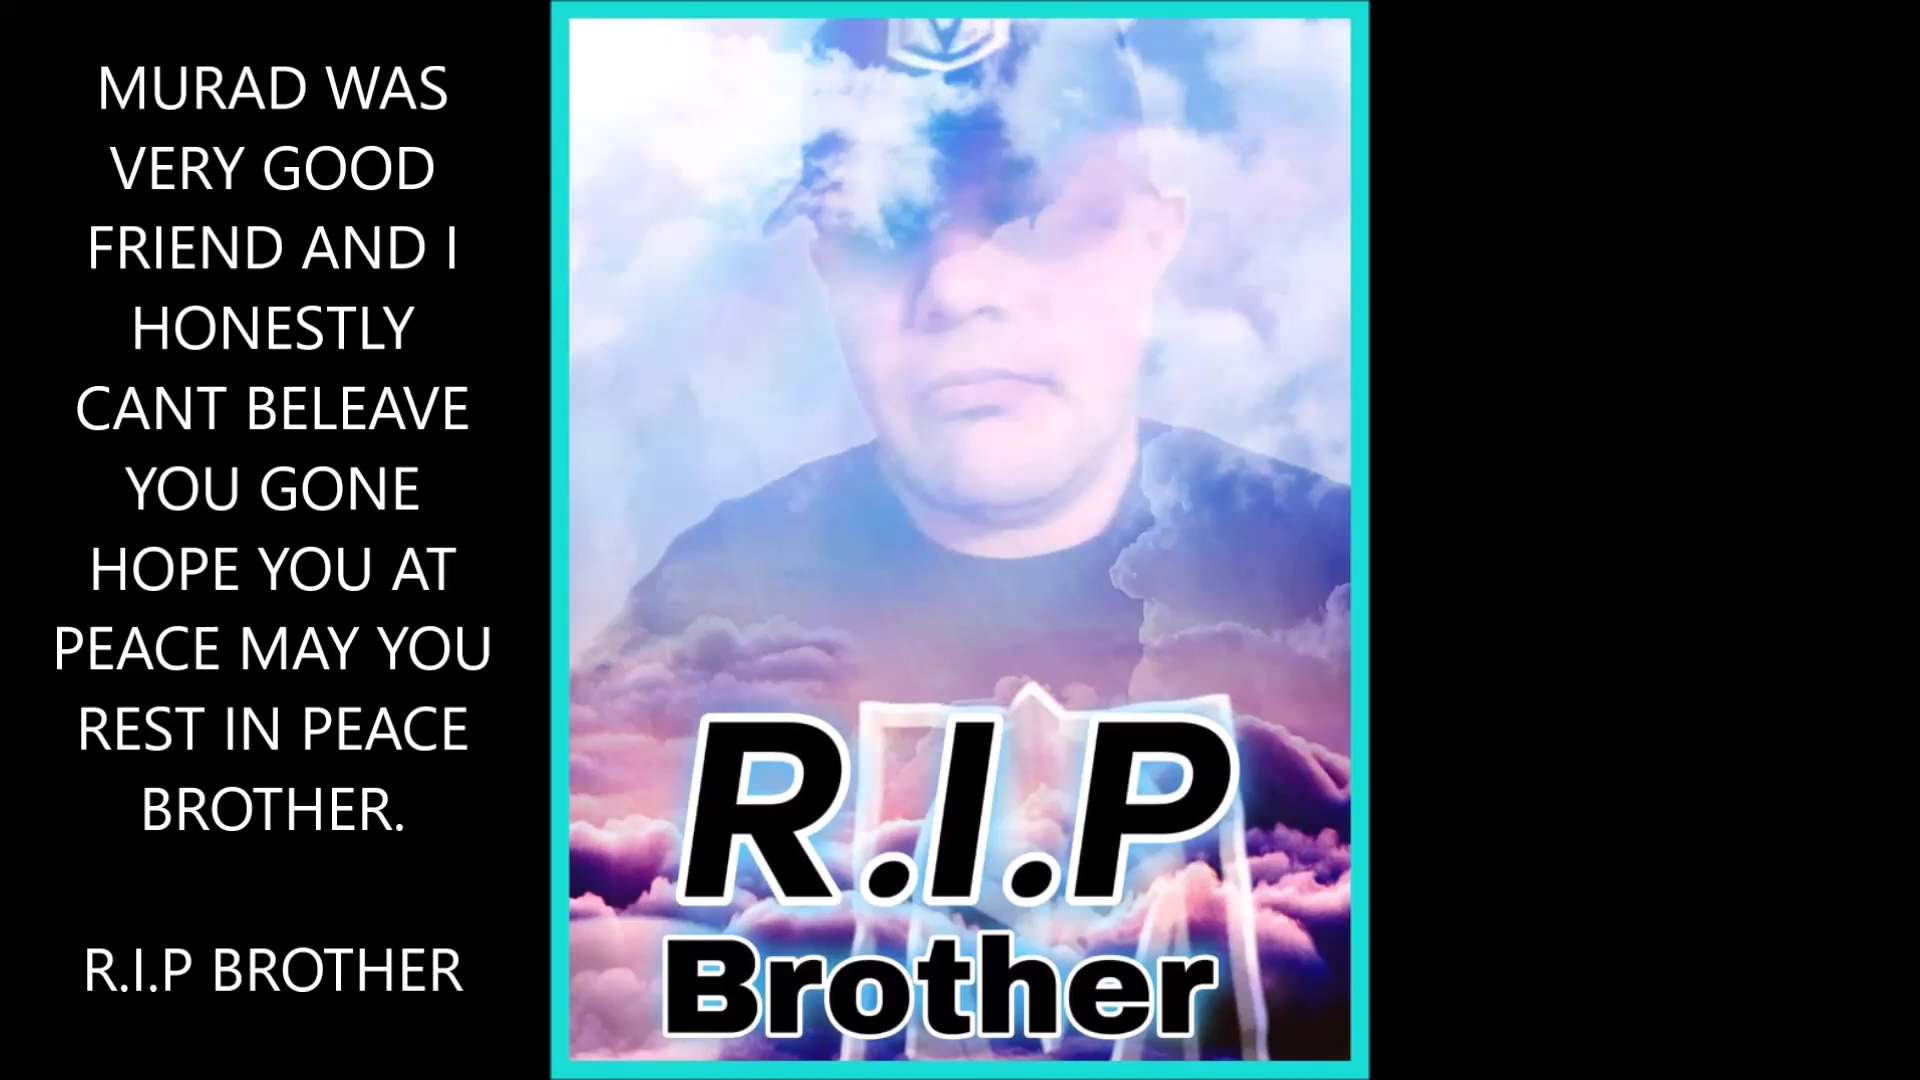 MURAD WAS
VERY GOOD
FRIEND AND I
HONESTLY
CANT BELEAVE
YOU GONE
HOPE YOU AT
PEACE MAY YOU
REST IN PEACE
BROTHER.
R.I.P BROTHER
R.I.P
Brother